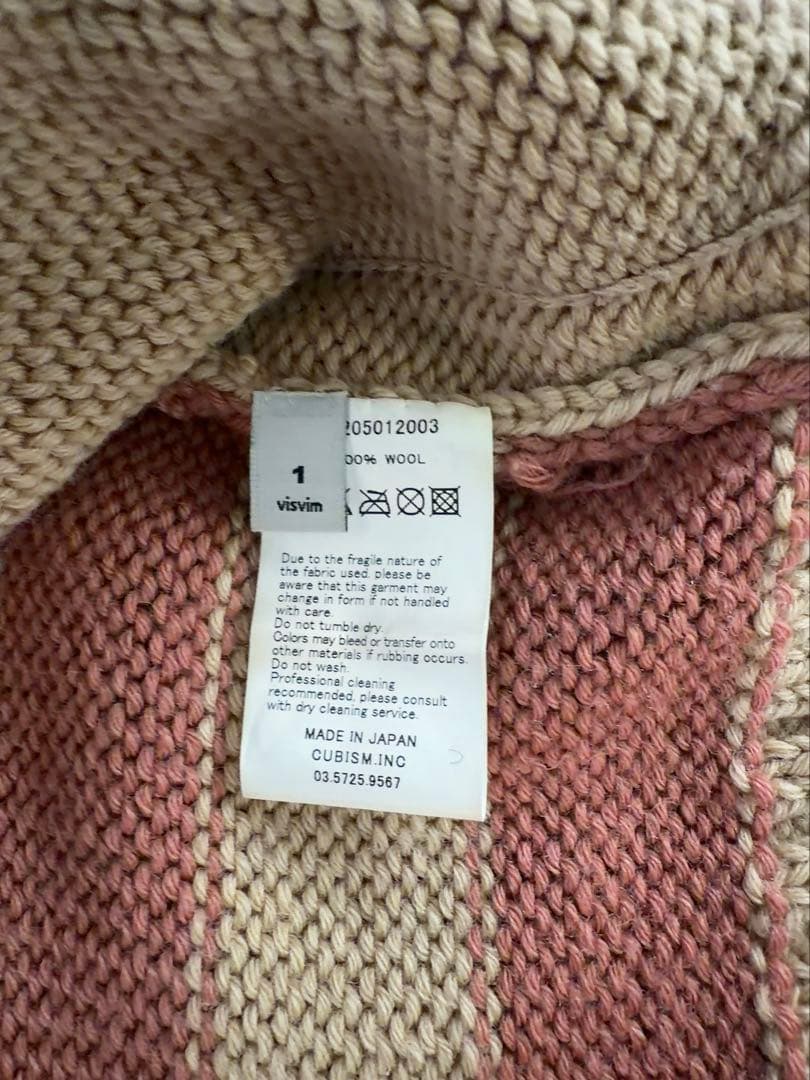 205012003
00% WOOL
1
visvim
Due to the fragile nature of
the fabric used, please be
aware that this garment may
change in form if not handled
with care.
Do not tumble dry.
Colors may bleed or transfer onto
other materials if rubbing occurs.
Do not wash.
Professional cleaning
recommended, please consult
with dry cleaning service.
MADE IN JAPAN
CUBISM.INC
03.5725.9567